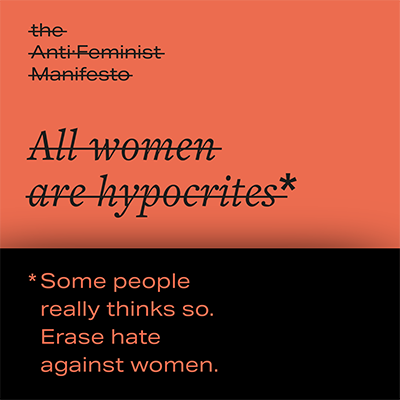 the
Anti-Feminist
Manifesto
All women
are hypocrites*
*Some people
really thinks so.
Erase hate
against women.